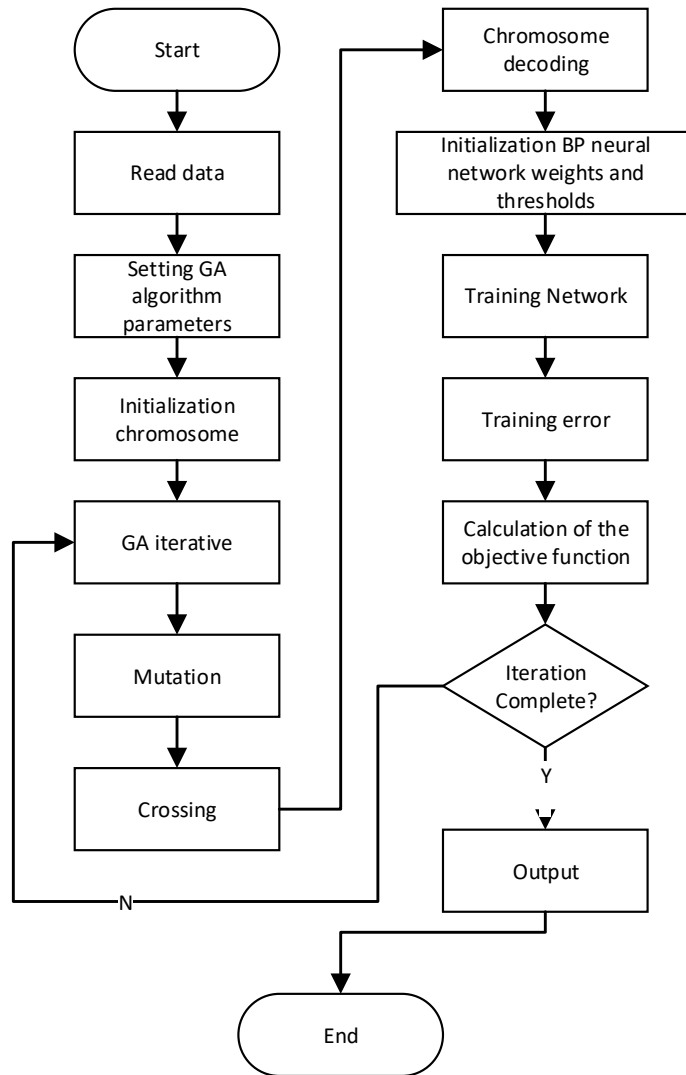 Start
Read data
Setting GA
algorithm
parameters
Initialization
chromosome
GA iterative
Mutation
Crossing
N
Chromosome
decoding
Initialization BP neural
network weights and
thresholds
Training Network
Training error
Calculation of the
objective function
Iteration
Complete?
Y
Output
End